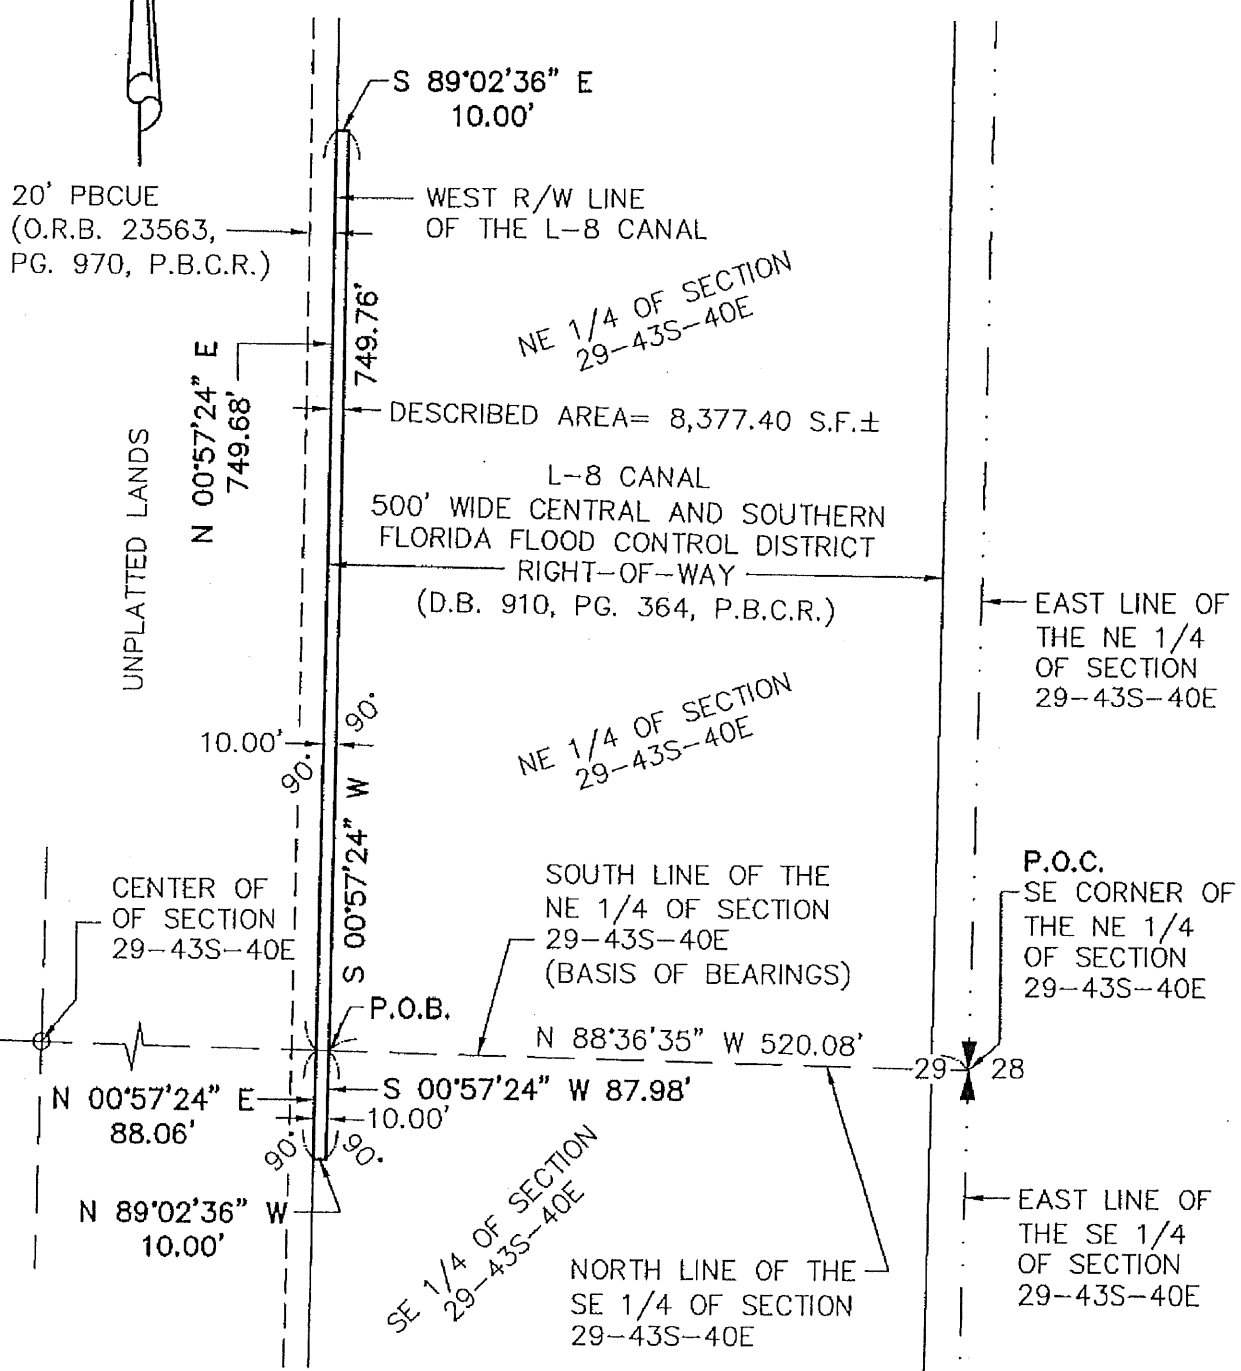 S 89°02'36" E
10.00'
20' PBCUE
(O.R.B. 23563,
PG. 970, P.B.C.R.)
WEST R/W LINE
OF THE L-8 CANAL
NE 1/4 OF SECTION
29-43S-40E
749.76'
N 00°57'24" E
749.68'
DESCRIBED AREA= 8,377.40 S.F.±
UNPLATTED LANDS
L-8 CANAL
500' WIDE CENTRAL AND SOUTHERN
FLORIDA FLOOD CONTROL DISTRICT
RIGHT-OF-WAY
(D.B. 910, PG. 364, P.B.C.R.)
EAST LINE OF
THE NE 1/4
OF SECTION
29-43S-40E
NE 1/4 OF SECTION
29-43S-40E
90°
10.00'
90°
S 00°57'24" W
CENTER OF
OF SECTION
29-43S-40E
SOUTH LINE OF THE
NE 1/4 OF SECTION
29-43S-40E
(BASIS OF BEARINGS)
P.O.C.
SE CORNER OF
THE NE 1/4
OF SECTION
29-43S-40E
P.O.B.
N 88°36'35" W 520.08'
29
28
N 00°57'24" E
88.06'
S 00°57'24" W 87.98'
10.00'
90°
90°
N 89°02'36" W
10.00'
SE 1/4 OF SECTION
29-43S-40E
NORTH LINE OF THE
SE 1/4 OF SECTION
29-43S-40E
EAST LINE OF
THE SE 1/4
OF SECTION
29-43S-40E